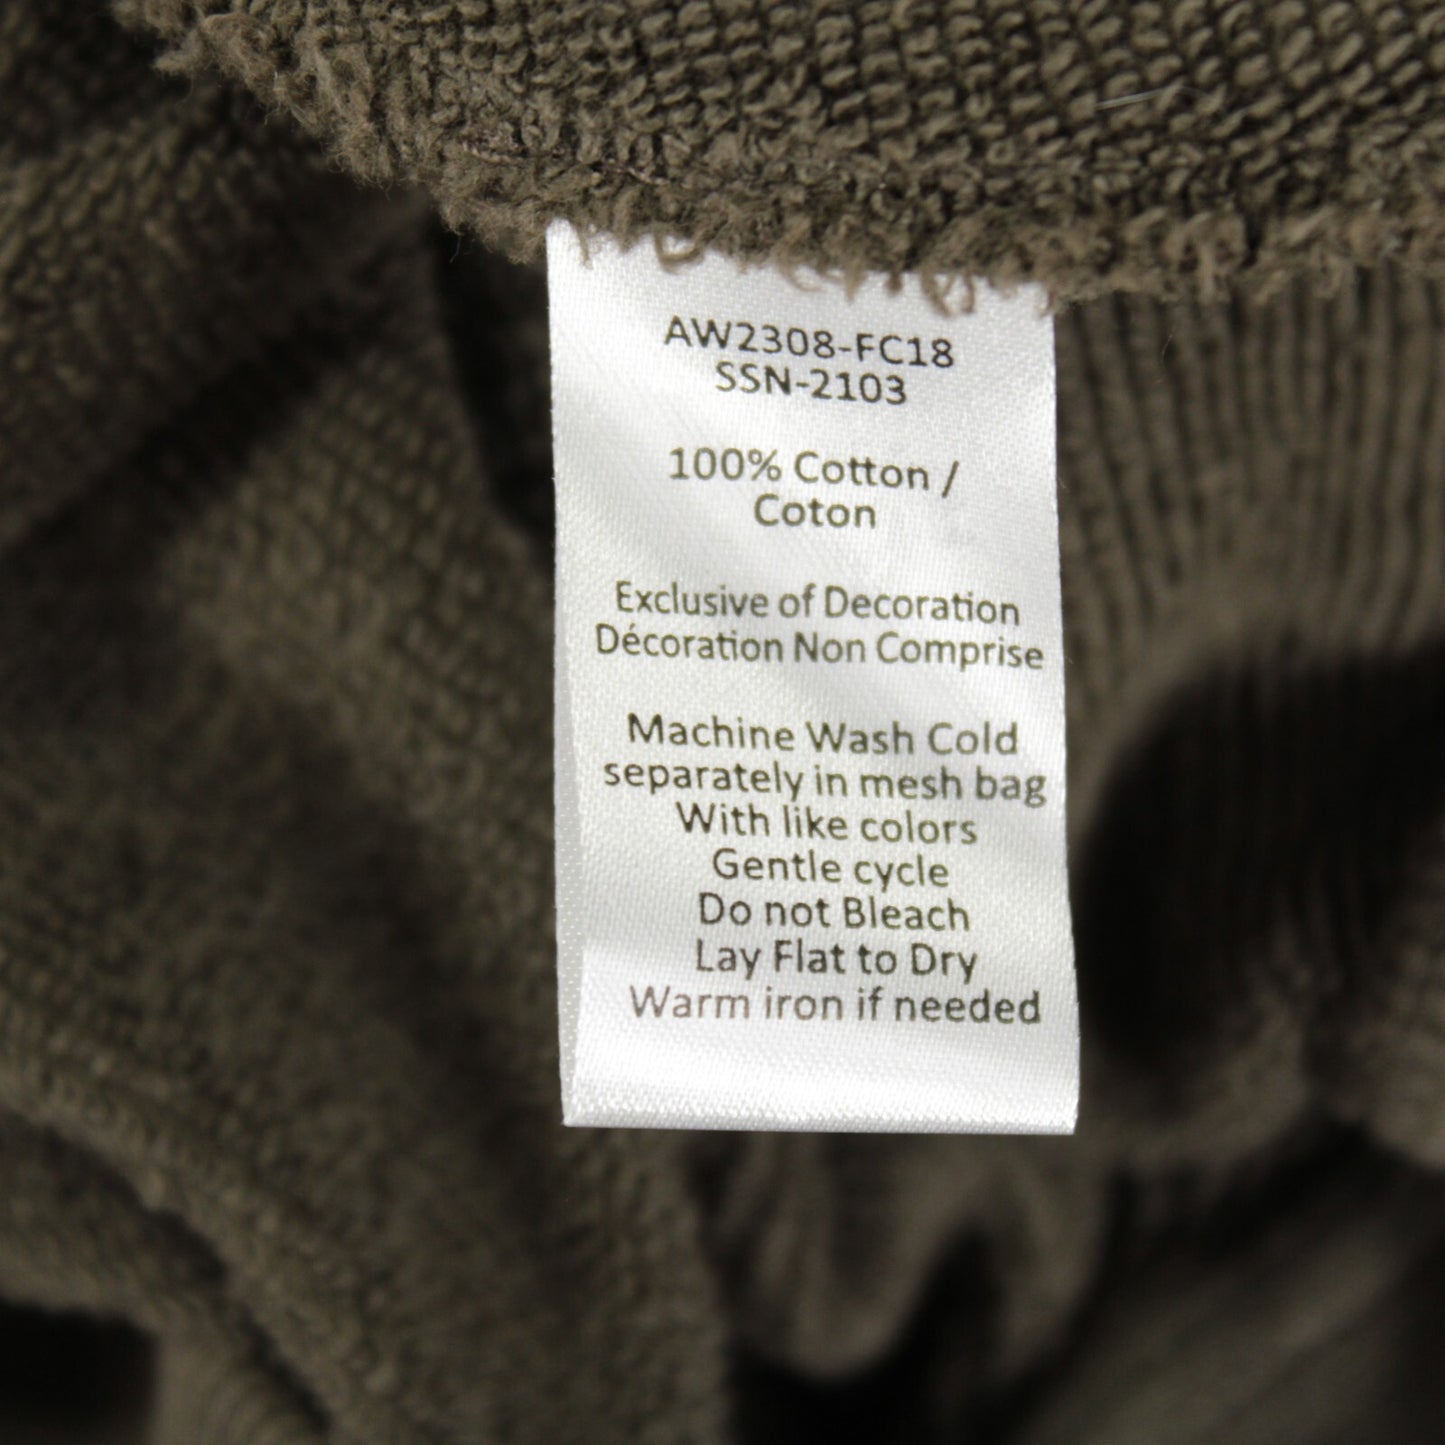 AW2308-FC18
SSN-2103
100% Cotton /
Coton
Exclusive of Decoration
Décoration Non Comprise
Machine Wash Cold
separately in mesh bag
With like colors
Gentle cycle
Do not Bleach
Lay Flat to Dry
Warm iron if needed